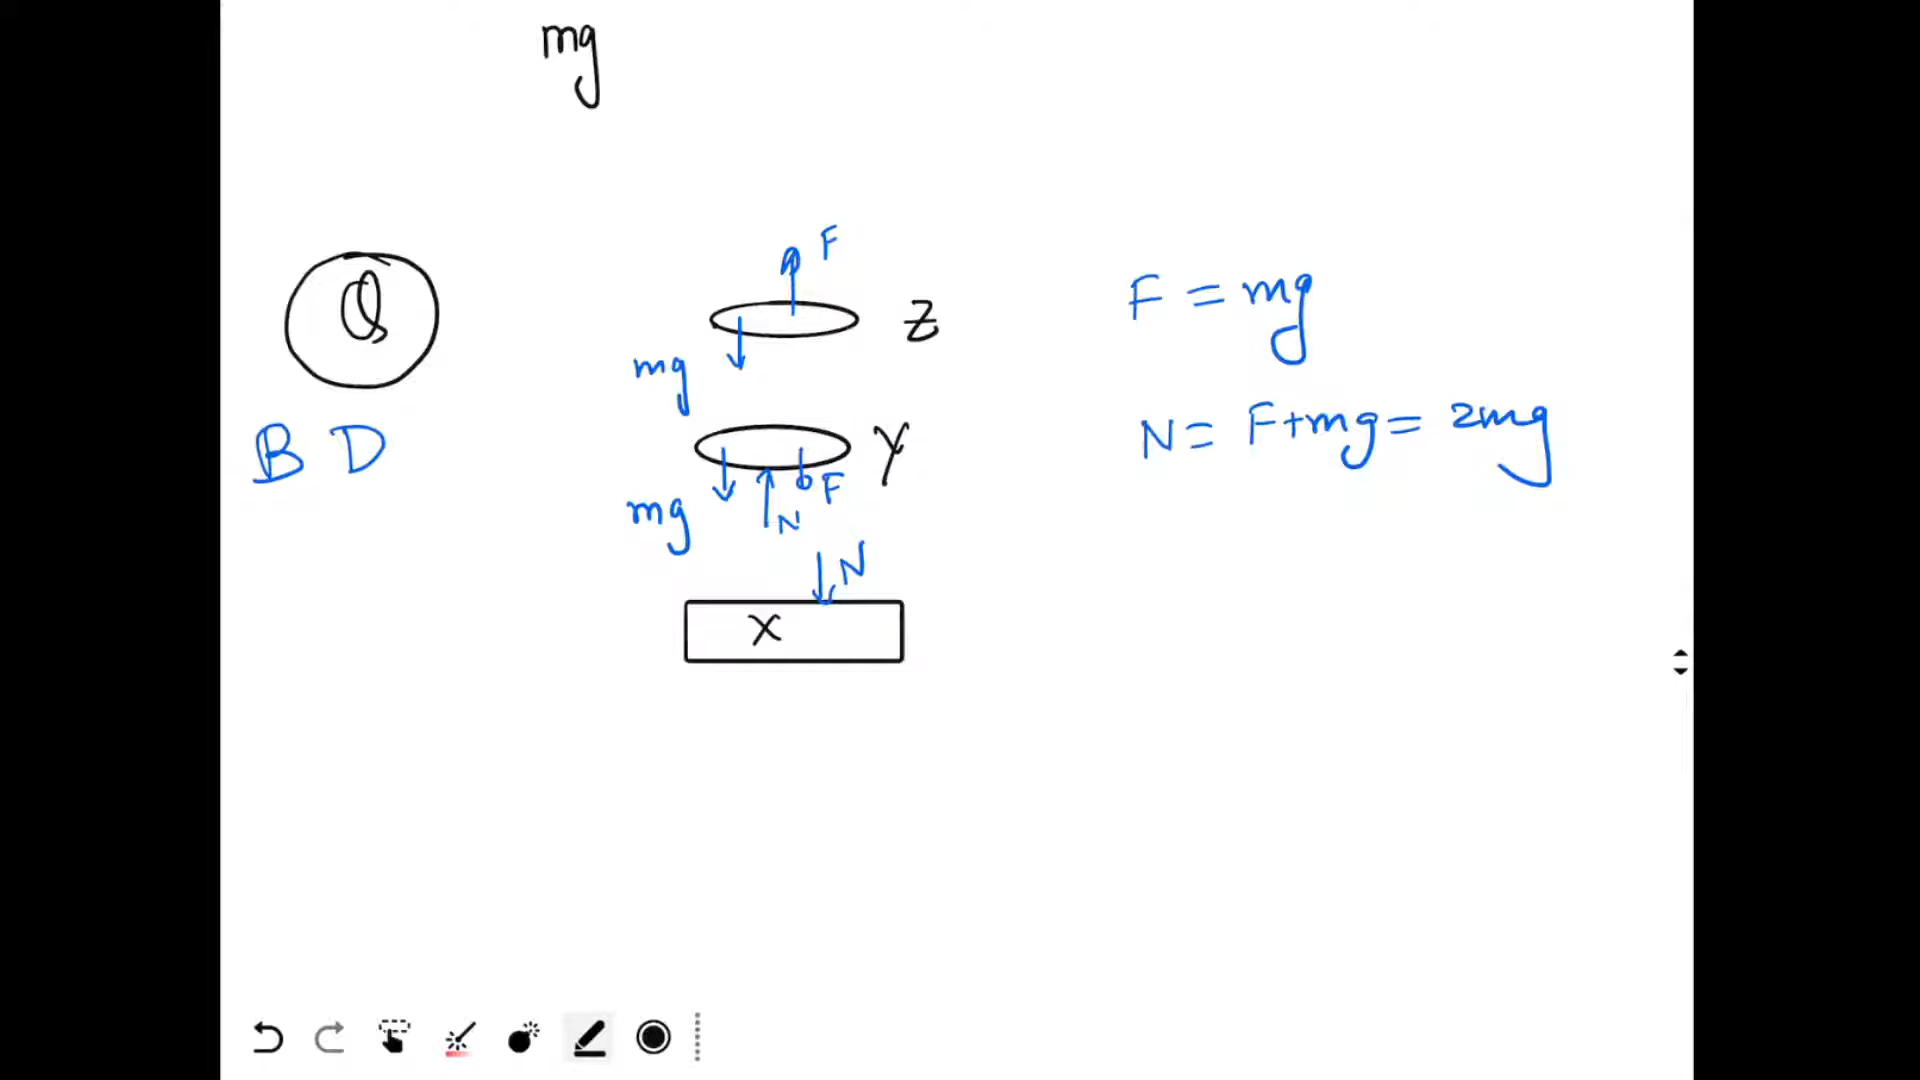 mg
Q
F
Z
F = mg
mg
B D
Y
N = F+mg = 2mg
mg
N
F
N
X